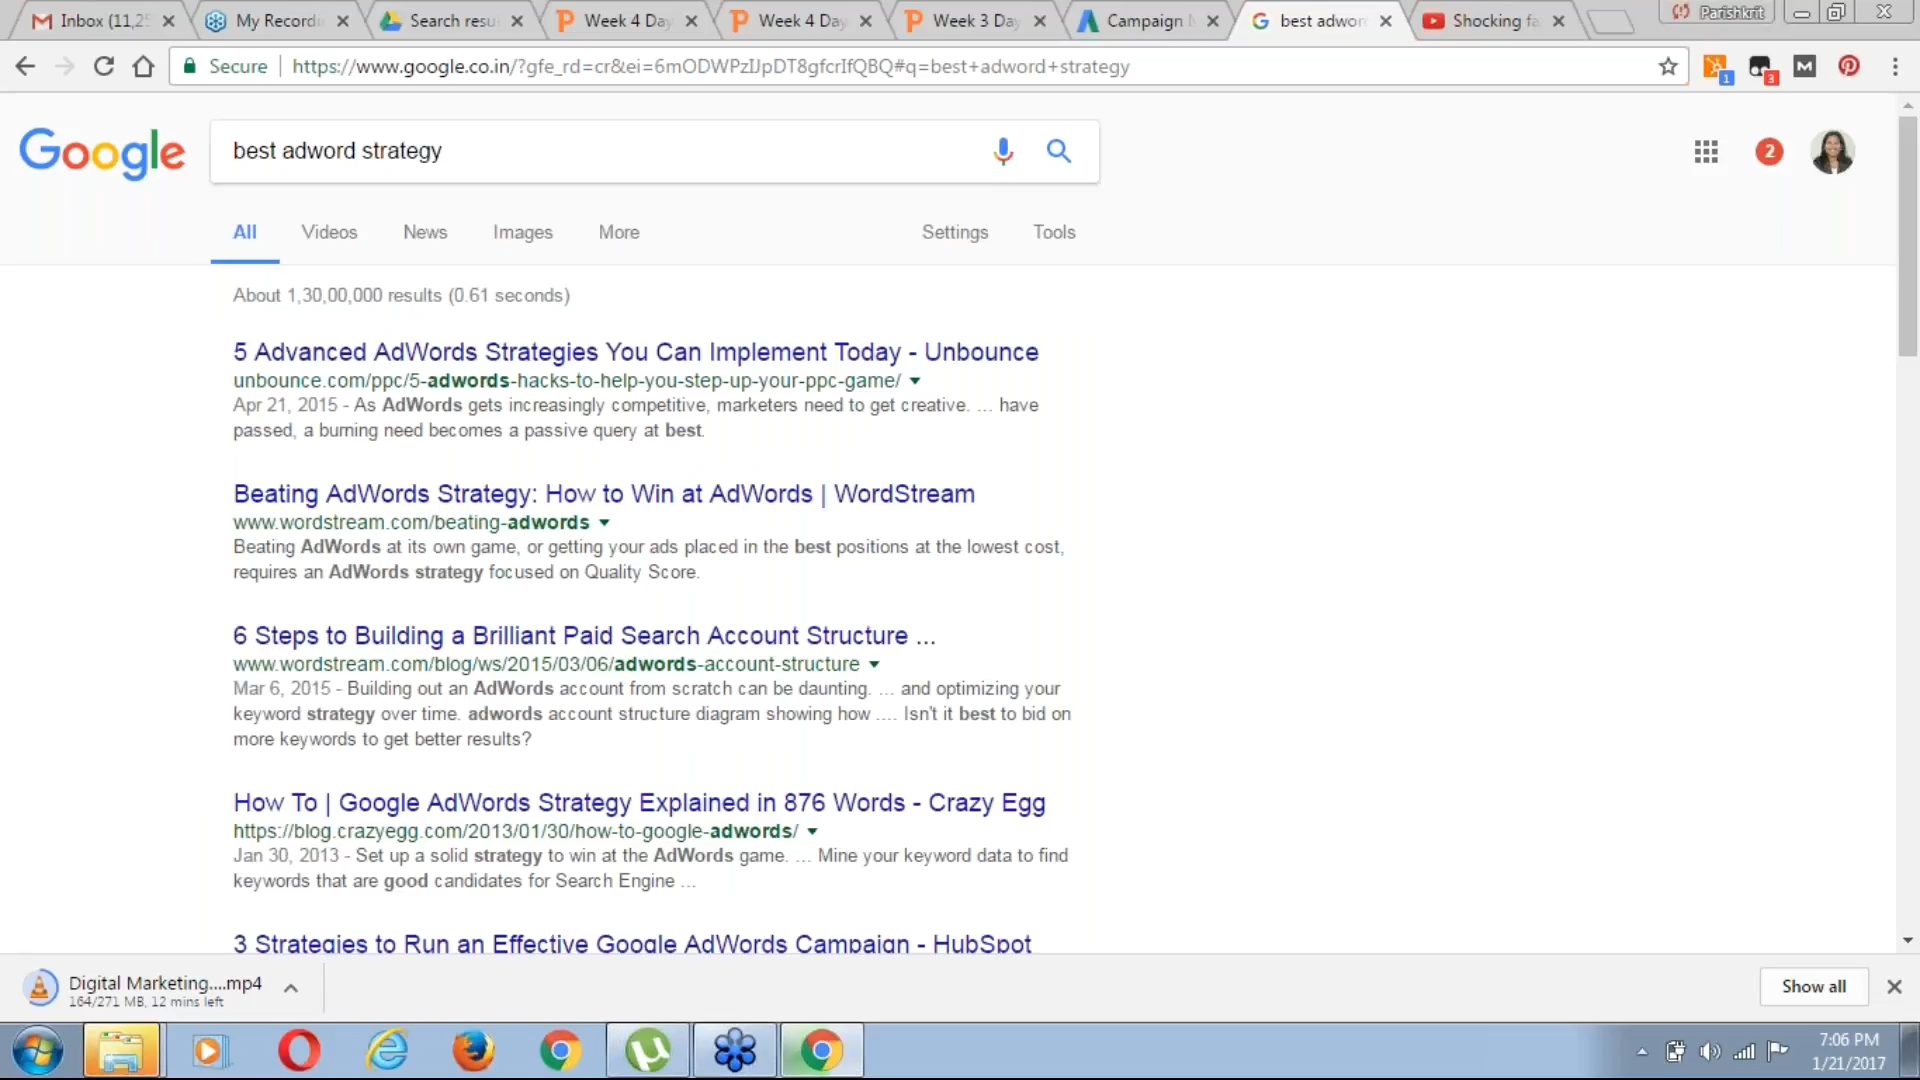 Inbox (11,25
My Recordi
Search resu
Week 4 Day
Week 4 Day
Week 3 Day
Campaign M
best adwor
Shocking fa
Parishkrit
Secure
https://www.google.co.in/?gfe_rd=cr&ei=6mODWPzIJpDT8gfcrIfQBQ#q=best+adword+strategy
1
3
M
Google
best adword strategy
2
All
Videos
News
Images
More
Settings
Tools
About 1,30,00,000 results (0.61 seconds)
5 Advanced AdWords Strategies You Can Implement Today - Unbounce
unbounce.com/ppc/5-adwords-hacks-to-help-you-step-up-your-ppc-game/
Apr 21, 2015 - As AdWords gets increasingly competitive, marketers need to get creative. ... have
passed, a burning need becomes a passive query at best.
Beating AdWords Strategy: How to Win at AdWords | WordStream
www.wordstream.com/beating-adwords
Beating AdWords at its own game, or getting your ads placed in the best positions at the lowest cost,
requires an AdWords strategy focused on Quality Score.
6 Steps to Building a Brilliant Paid Search Account Structure ...
www.wordstream.com/blog/ws/2015/03/06/adwords-account-structure
Mar 6, 2015 - Building out an AdWords account from scratch can be daunting. ... and optimizing your
keyword strategy over time. adwords account structure diagram showing how .... Isn't it best to bid on
more keywords to get better results?
How To | Google AdWords Strategy Explained in 876 Words - Crazy Egg
https://blog.crazyegg.com/2013/01/30/how-to-google-adwords/
Jan 30, 2013 - Set up a solid strategy to win at the AdWords game. ... Mine your keyword data to find
keywords that are good candidates for Search Engine ...
3 Strategies to Run an Effective Google AdWords Campaign - HubSpot
Digital Marketing....mp4
164/271 MB, 12 mins left
Show all
7:06 PM
1/21/2017